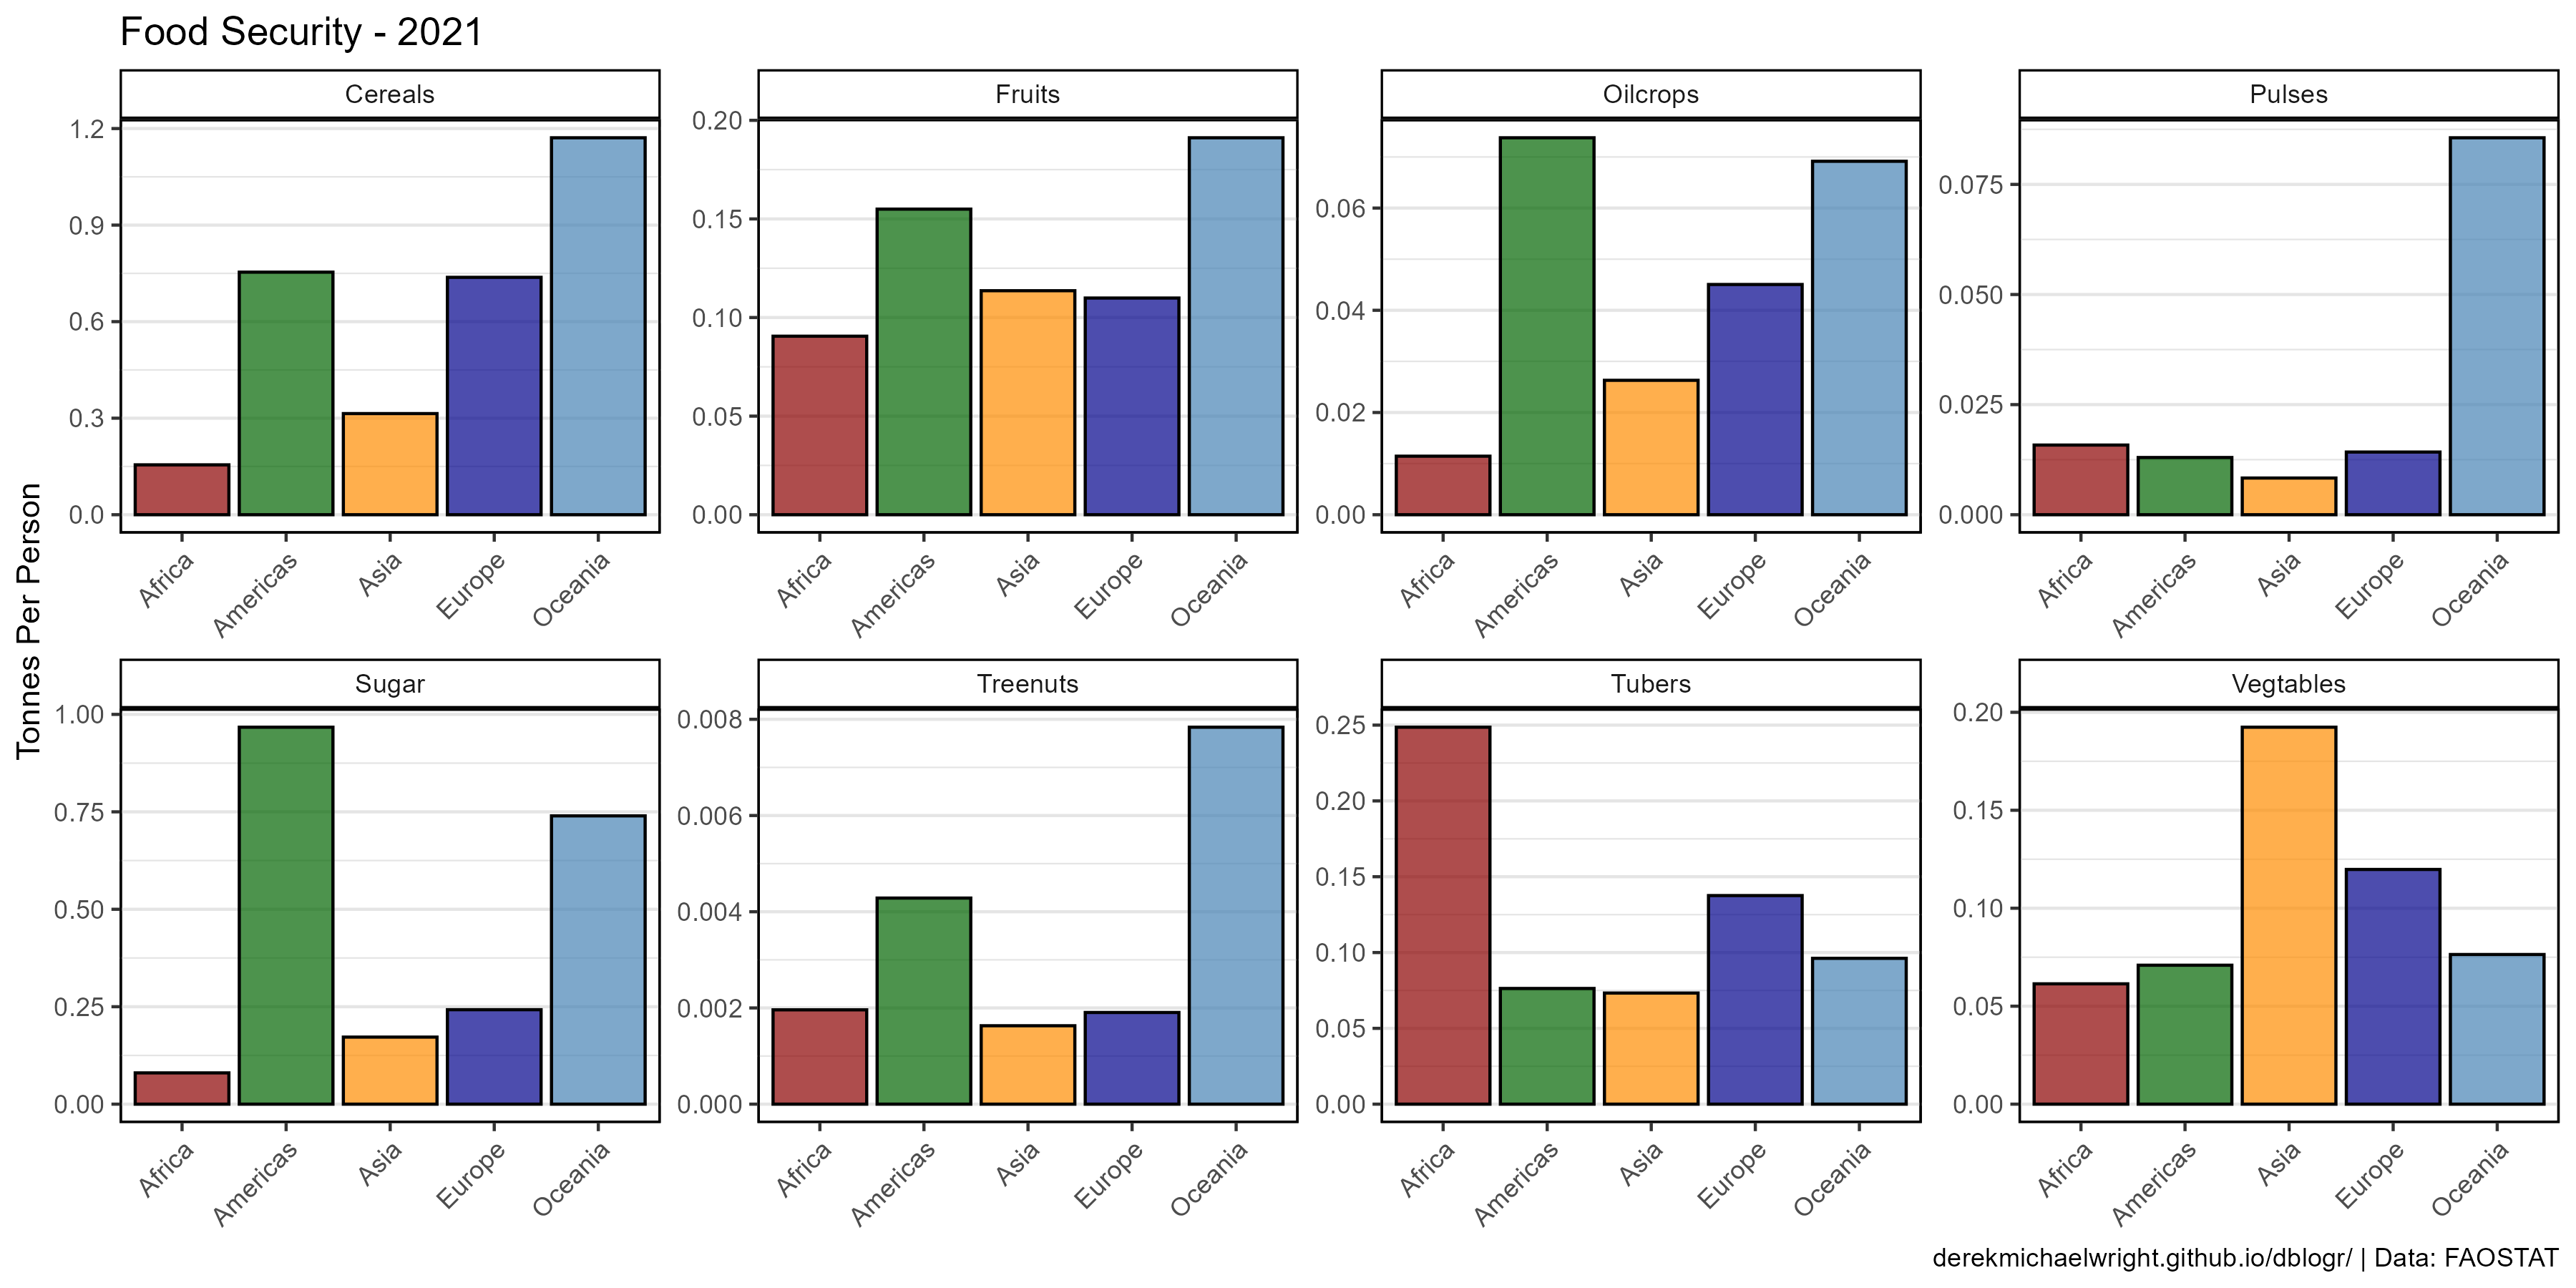 Food Security - 2021
Tonnes Per Person
Cereals
1.2
0.9
0.6
0.3
0.0
Africa
Americas
Asia
Europe
Oceania
Fruits
0.20
0.15
0.10
0.05
0.00
Africa
Americas
Asia
Europe
Oceania
Oilcrops
0.06
0.04
0.02
0.00
Africa
Americas
Asia
Europe
Oceania
Pulses
0.075
0.050
0.025
0.000
Africa
Americas
Asia
Europe
Oceania
Sugar
1.00
0.75
0.50
0.25
0.00
Africa
Americas
Asia
Europe
Oceania
Treenuts
0.008
0.006
0.004
0.002
0.000
Africa
Americas
Asia
Europe
Oceania
Tubers
0.25
0.20
0.15
0.10
0.05
0.00
Africa
Americas
Asia
Europe
Oceania
Vegtables
0.20
0.15
0.10
0.05
0.00
Africa
Americas
Asia
Europe
Oceania
derekmichaelwright.github.io/dblogr/ | Data: FAOSTAT